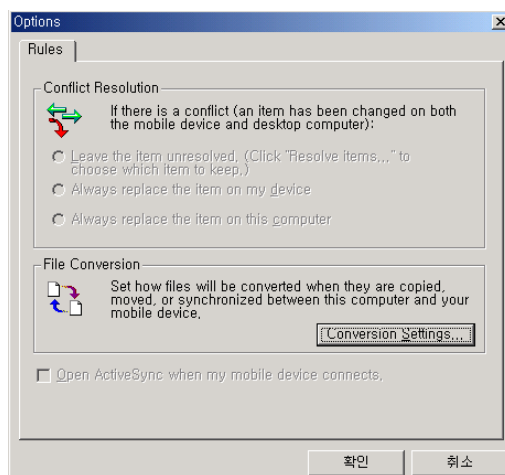 Options
Rules
Conflict Resolution
If there is a conflict (an item has been changed on both
the mobile device and desktop computer):
Leave the item unresolved. (Click "Resolve items..." to
choose which item to keep.)
Always replace the item on my device
Always replace the item on this computer
File Conversion
Set how files will be converted when they are copied,
moved, or synchronized between this computer and your
mobile device.
Conversion Settings...
Open ActiveSync when my mobile device connects.
확인
취소